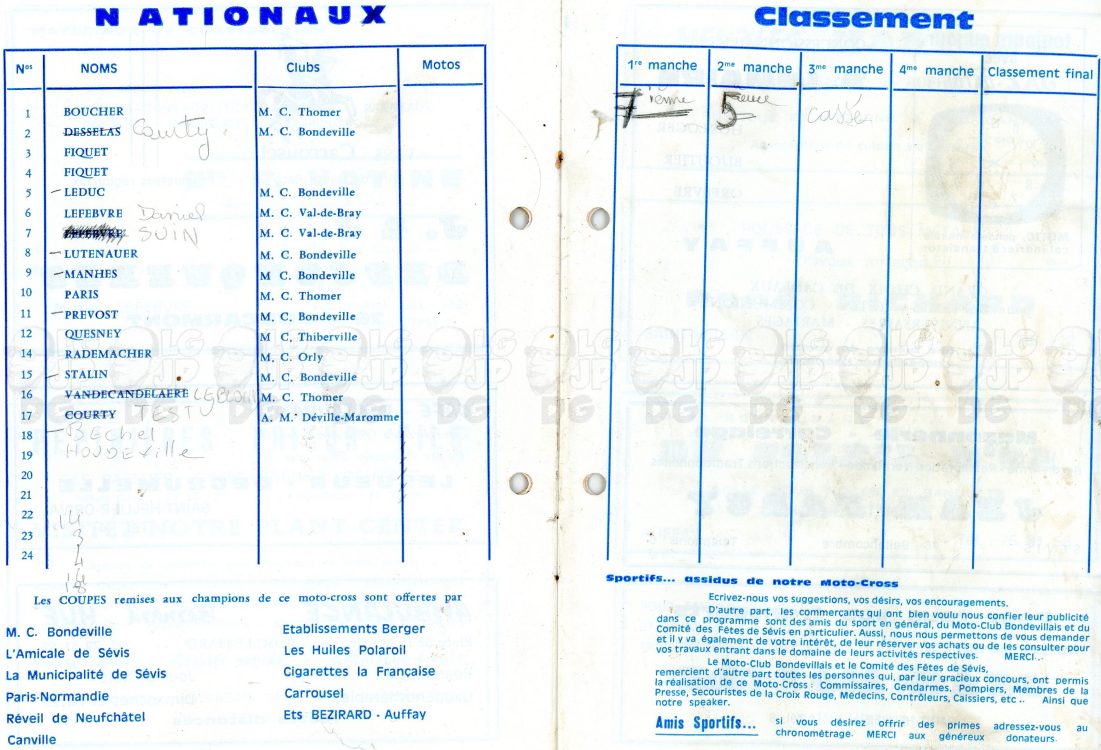 NATIONAUX
Nos NOMS Clubs Motos
1 BOUCHER M. C. Thomer
2 DESSELAS Courty M. C. Bondeville
3 FIQUET
4 FIQUET
5 LEDUC M. C. Bondeville
6 LEFEBVRE Daniel M. C. Val-de-Bray
7 LEFEBVRE SUIN M. C. Val-de-Bray
8 LUTENAUER M. C. Bondeville
9 MANHES M. C. Bondeville
10 PARIS M. C. Thomer
11 PREVOST M. C. Bondeville
12 QUESNEY M. C. Thiberville
14 RADEMACHER M. C. Orly
15 STALIN M. C. Bondeville
16 VANDECANDELAERE M. C. Thomer
17 COURTY TEST A. M. Déville-Maromme
18 Bechel
19 HOUDEVille
20
21
22 14
23 3
24 4
18
Les COUPES remises aux champions de ce moto-cross sont offertes par
M. C. Bondeville
L'Amicale de Sévis
La Municipalité de Sévis
Paris-Normandie
Réveil de Neufchâtel
Canville
Etablissements Berger
Les Huiles Polaroil
Cigarettes la Française
Carrousel
Ets BEZIRARD - Auffay
Classement
1re manche 2me manche 3me manche 4me manche Classement final
7 5 cassé
Sportifs... assidus de notre Moto-Cross
Ecrivez-nous vos suggestions, vos désirs, vos encouragements.
D'autre part, les commerçants qui ont bien voulu nous confier leur publicité
dans ce programme sont des amis du sport en général, du Moto-Club Bondevillais et du
Comité des Fêtes de Sévis en particulier. Aussi, nous nous permettons de vous demander
et il y va également de votre intérêt, de leur réserver vos achats ou de les consulter pour
vos travaux entrant dans le domaine de leurs activités respectives. MERCI...
Le Moto-Club Bondevillais et le Comité des Fêtes de Sévis,
remercient d'autre part toutes les personnes qui, par leur gracieux concours, ont permis
la réalisation de ce Moto-Cross : Commissaires, Gendarmes, Pompiers, Membres de la
Presse, Secouristes de la Croix Rouge, Médecins, Contrôleurs, Caissiers, etc .. Ainsi que
notre speaker.
Amis Sportifs... si vous désirez offrir des primes adressez-vous au
chronométrage. MERCI aux généreux donateurs.
LG JP DG